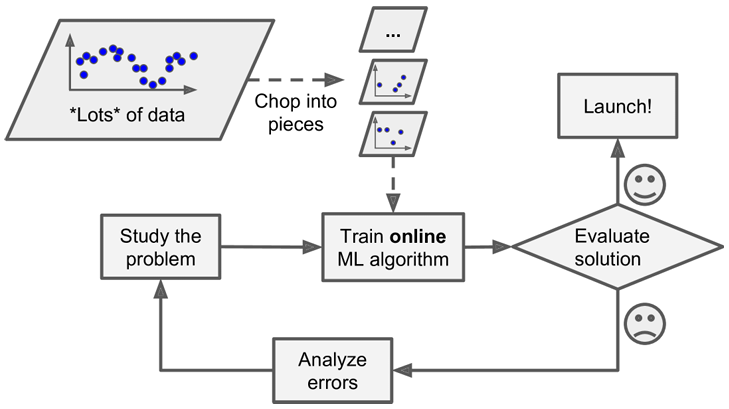 ...
*Lots* of data
Chop into
pieces
Launch!
Study the
problem
Train online
ML algorithm
Evaluate
solution
Analyze
errors